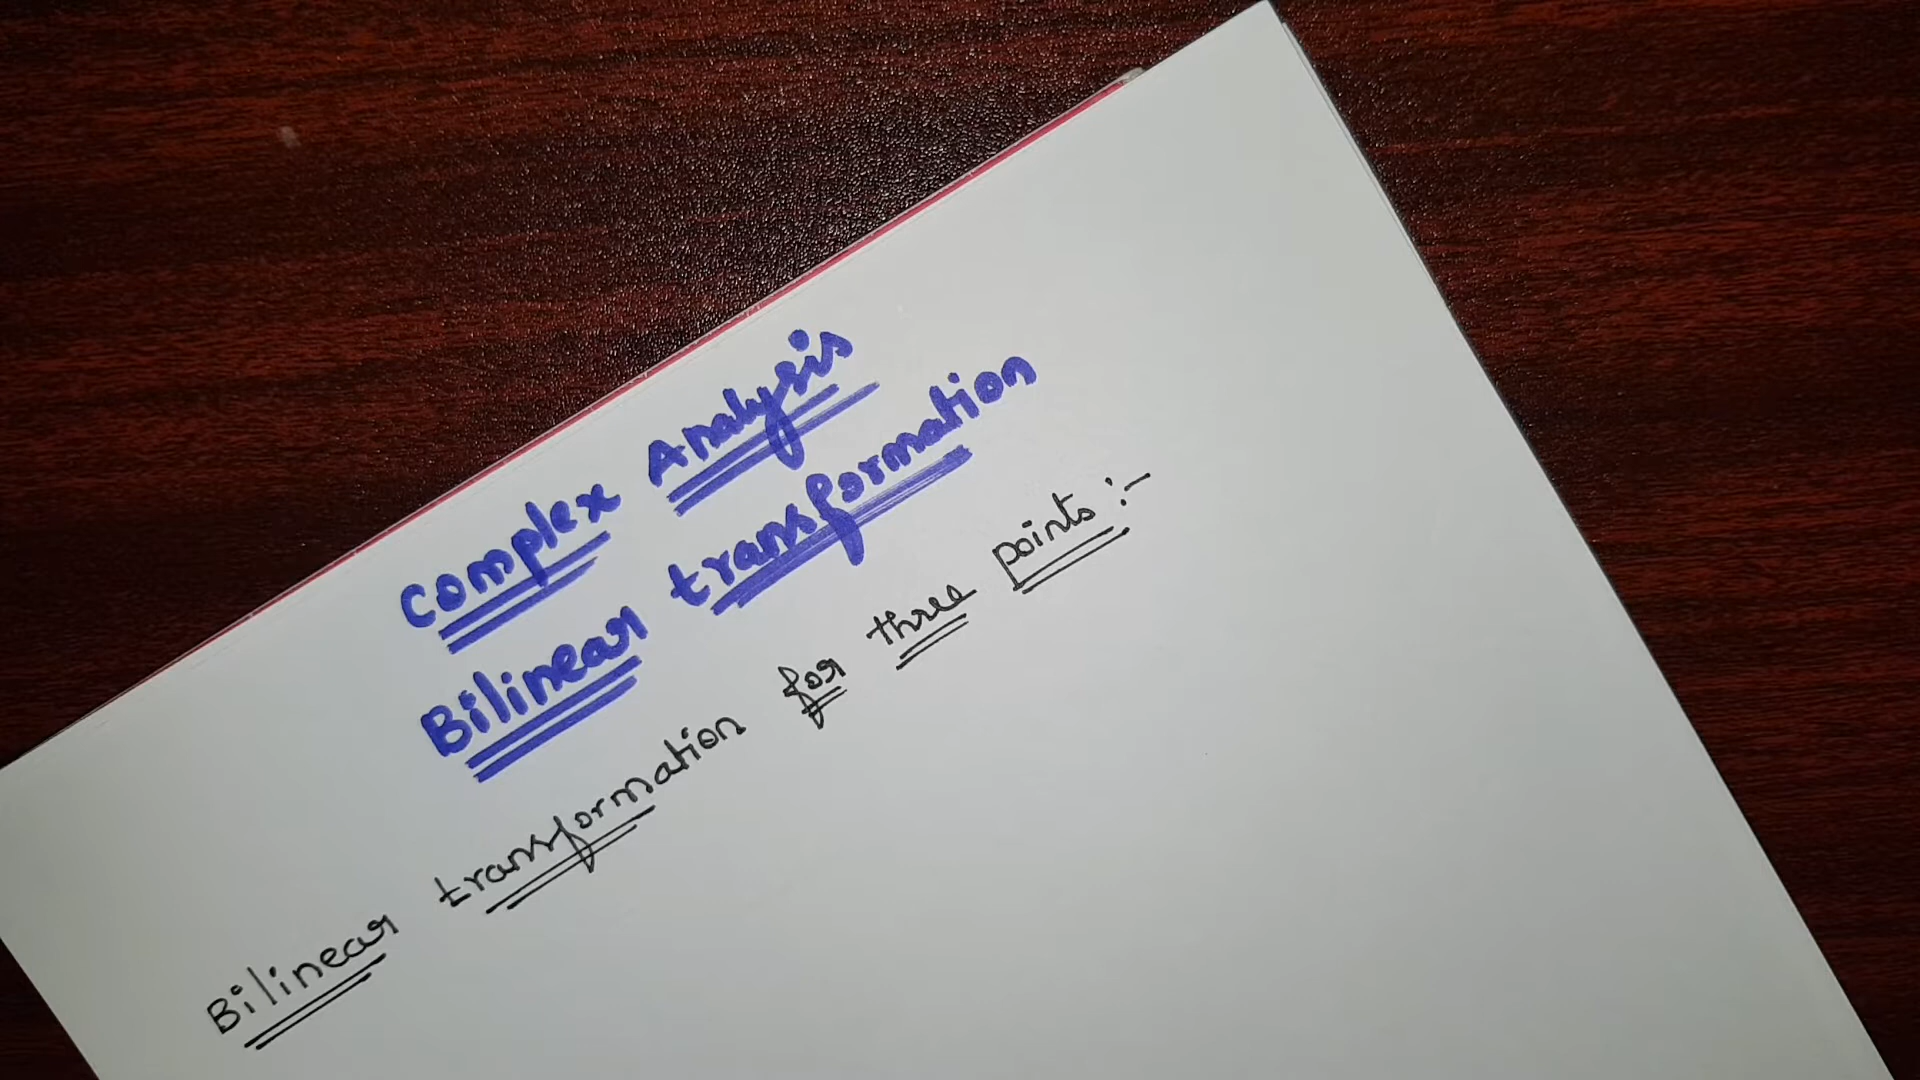 Complex Analysis
Bilinear transformation
Bilinear transformation for three points :-